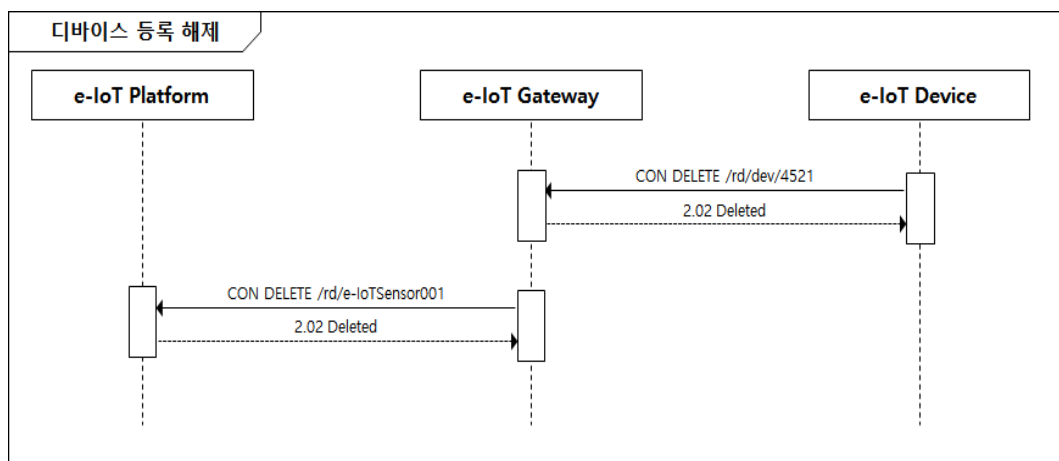 디바이스 등록 해제
e-IoT Platform
e-IoT Gateway
e-IoT Device
CON DELETE /rd/dev/4521
2.02 Deleted
CON DELETE /rd/e-IoTSensor001
2.02 Deleted